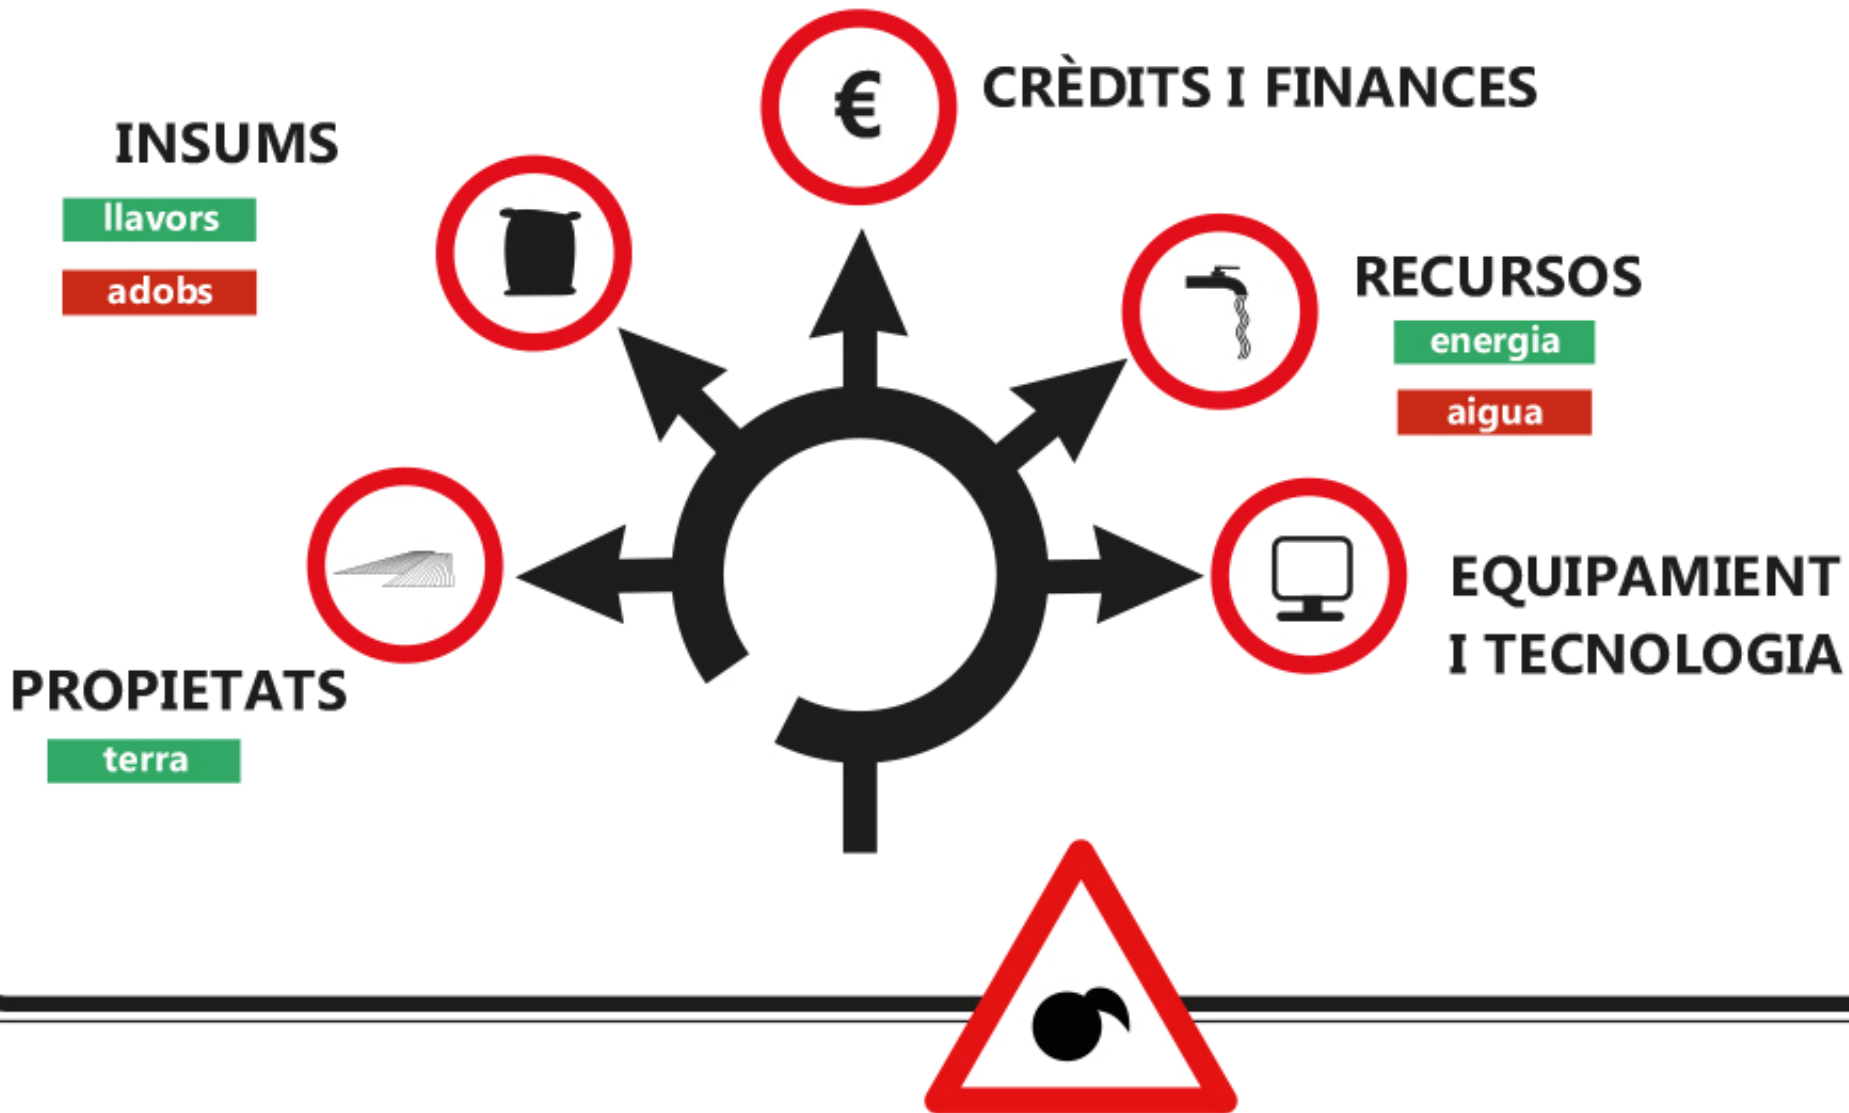 CRÈDITS I FINANCES
€
INSUMS
llavors
adobs
RECURSOS
energia
aigua
EQUIPAMIENT
I TECNOLOGIA
PROPIETATS
terra